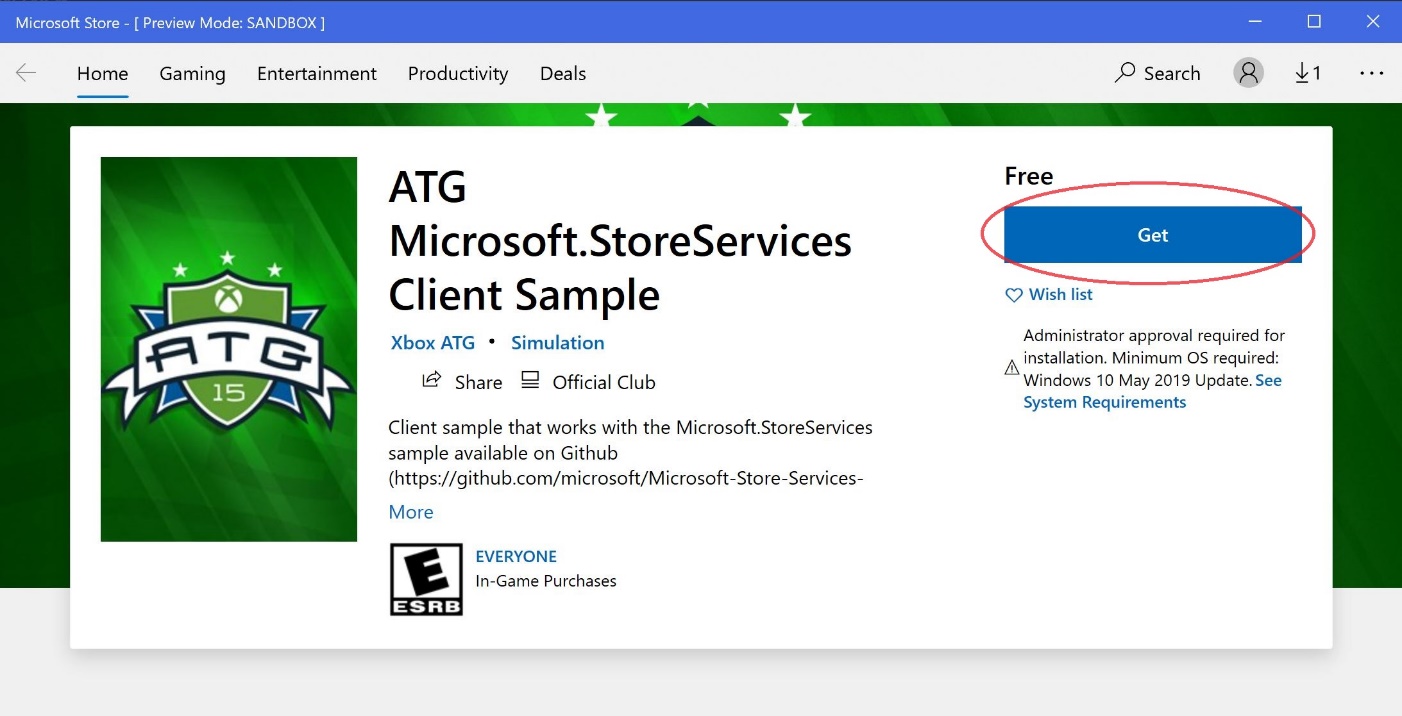 Microsoft Store - [ Preview Mode: SANDBOX ]
Home Gaming Entertainment Productivity Deals Search 1
ATG
15
ATG
Microsoft.StoreServices
Client Sample
Xbox ATG • Simulation
Share Official Club
Client sample that works with the Microsoft.StoreServices
sample available on Github
(https://github.com/microsoft/Microsoft-Store-Services-
More
E
ESRB
EVERYONE
In-Game Purchases
Free
Get
Wish list
Administrator approval required for
installation. Minimum OS required:
Windows 10 May 2019 Update. See
System Requirements